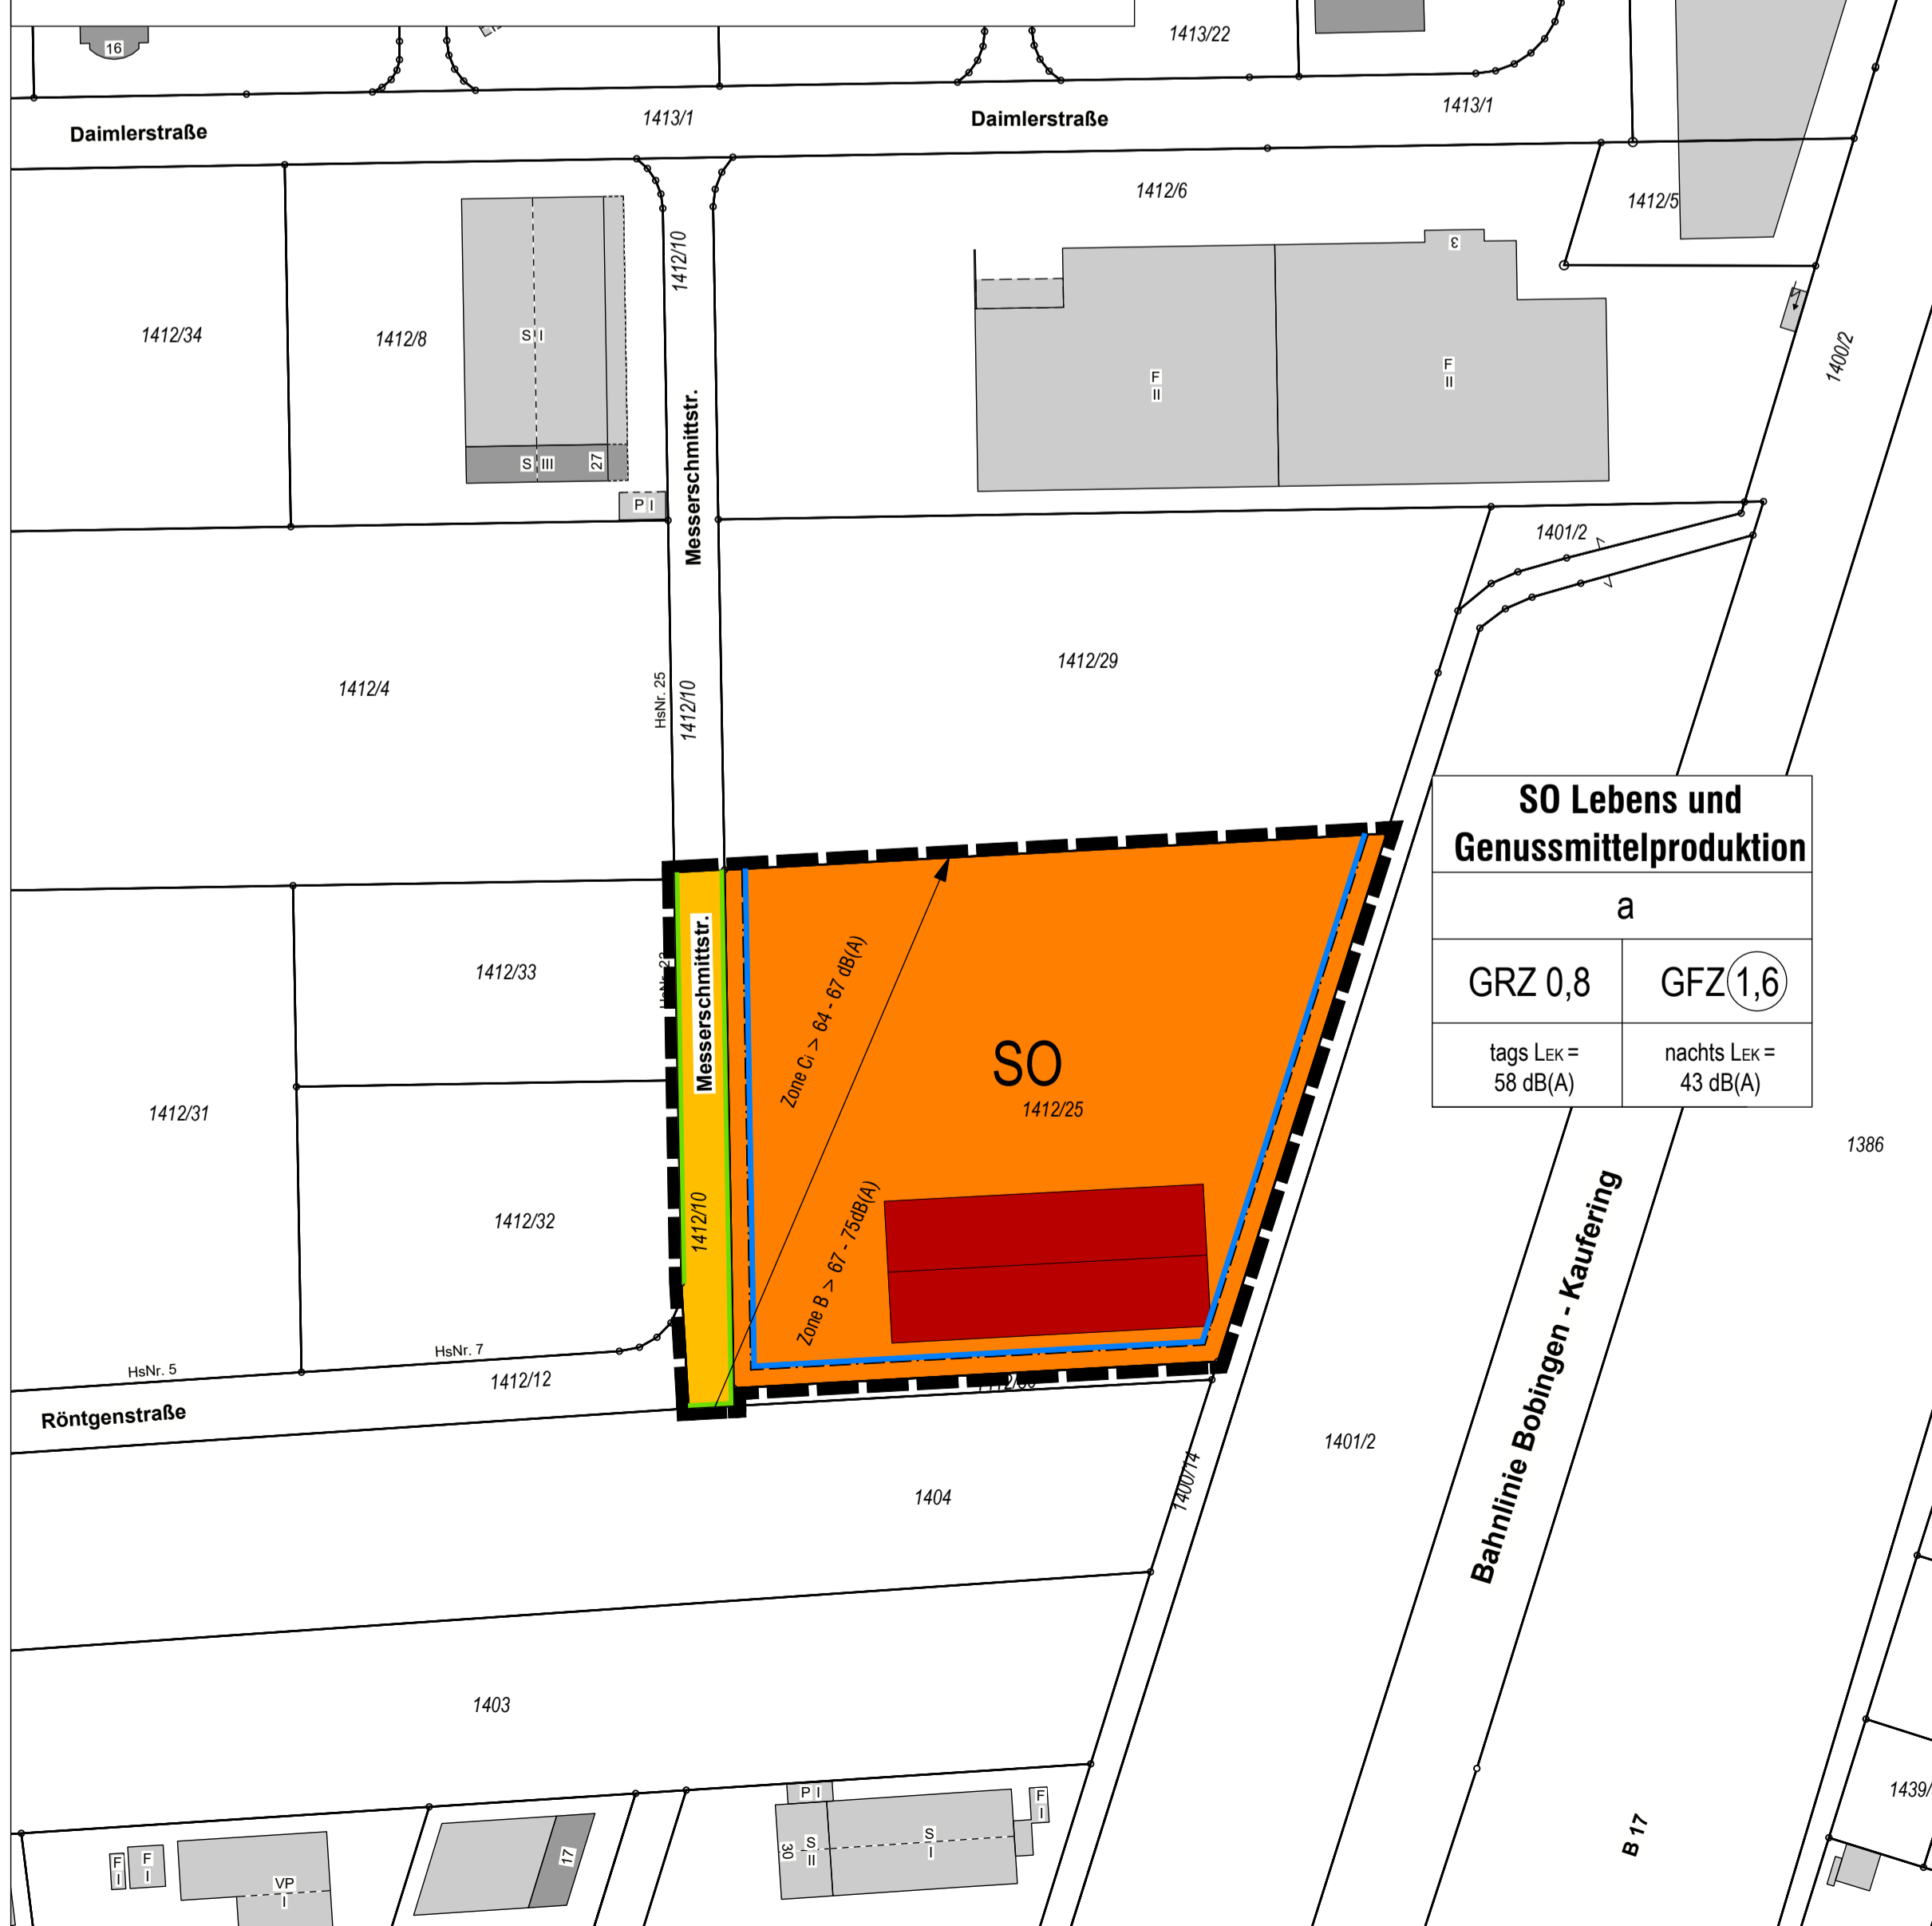 16
1413/22
Daimlerstraße
1413/1
Daimlerstraße
1413/1
1412/6
1412/5
1412/10
3
1412/34
1412/8
S I
F
II
F
II
1400/2
S III
27
P I
Messerschmittstr.
1401/2
1412/29
1412/4
HsNr. 25
1412/10
SO Lebens und
Genussmittelproduktion
a
GRZ 0,8
GFZ 1,6
tags LEK =
58 dB(A)
nachts LEK =
43 dB(A)
1412/33
Messerschmittstr.
Zone Ci > 64 - 67 dB(A)
SO
1412/25
1412/31
1386
1412/32
1412/10
Zone B > 67 - 75dB(A)
Bahnlinie Bobingen - Kaufering
HsNr. 5
HsNr. 7
1412/12
Röntgenstraße
1401/2
1404
1400/14
1403
1439/
P I
F
I
30
S
II
S
I
17
F
I
F
I
VP
I
B 17